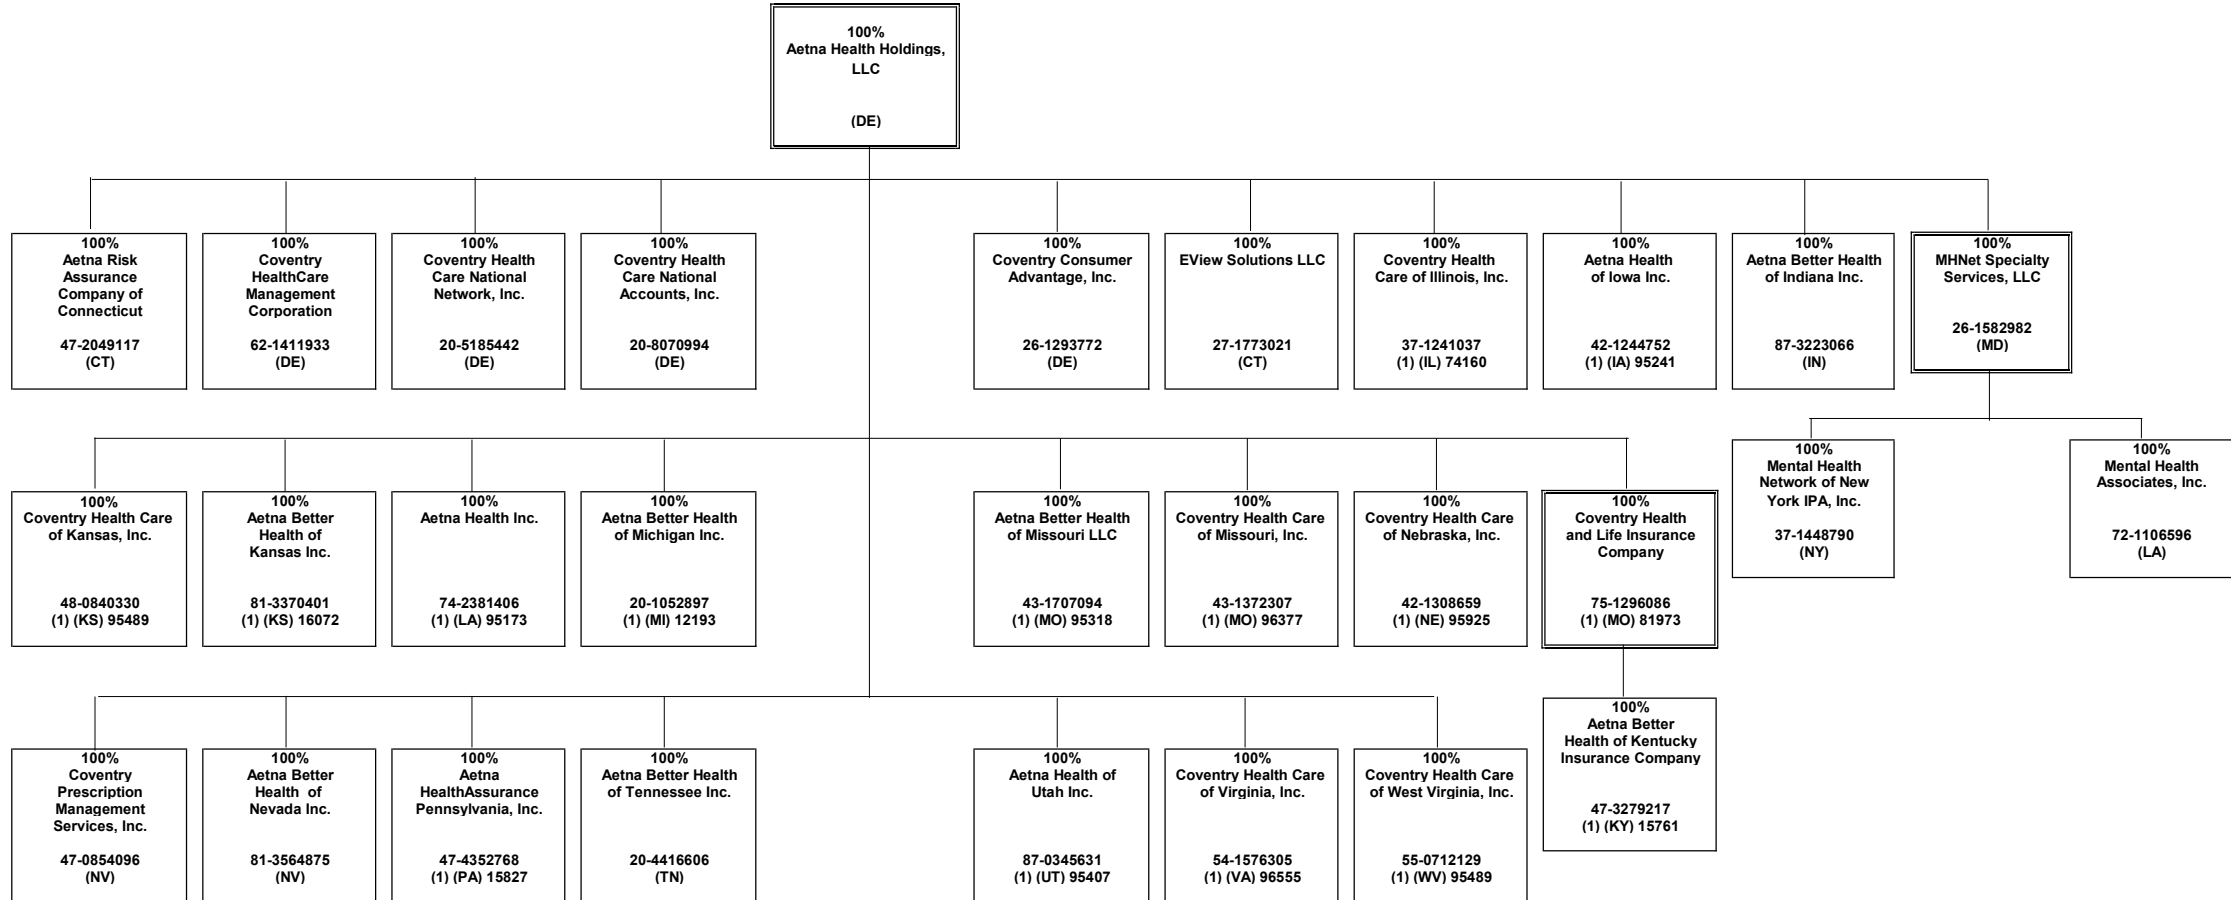 100%
Aetna Health Holdings,
LLC
(DE)
100%
Aetna Risk
Assurance
Company of
Connecticut
47-2049117
(CT)
100%
Coventry
HealthCare
Management
Corporation
62-1411933
(DE)
100%
Coventry Health
Care National
Network, Inc.
20-5185442
(DE)
100%
Coventry Health
Care National
Accounts, Inc.
20-8070994
(DE)
100%
Coventry Consumer
Advantage, Inc.
26-1293772
(DE)
100%
EView Solutions LLC
27-1773021
(CT)
100%
Coventry Health
Care of Illinois, Inc.
37-1241037
(1) (IL) 74160
100%
Aetna Health
of Iowa Inc.
42-1244752
(1) (IA) 95241
100%
Aetna Better Health
of Indiana Inc.
87-3223066
(IN)
100%
MHNet Specialty
Services, LLC
26-1582982
(MD)
100%
Mental Health
Network of New
York IPA, Inc.
37-1448790
(NY)
100%
Mental Health
Associates, Inc.
72-1106596
(LA)
100%
Coventry Health Care
of Kansas, Inc.
48-0840330
(1) (KS) 95489
100%
Aetna Better
Health of
Kansas Inc.
81-3370401
(1) (KS) 16072
100%
Aetna Health Inc.
74-2381406
(1) (LA) 95173
100%
Aetna Better Health
of Michigan Inc.
20-1052897
(1) (MI) 12193
100%
Aetna Better Health
of Missouri LLC
43-1707094
(1) (MO) 95318
100%
Coventry Health Care
of Missouri, Inc.
43-1372307
(1) (MO) 96377
100%
Coventry Health Care
of Nebraska, Inc.
42-1308659
(1) (NE) 95925
100%
Coventry Health
and Life Insurance
Company
75-1296086
(1) (MO) 81973
100%
Aetna Better
Health of Kentucky
Insurance Company
47-3279217
(1) (KY) 15761
100%
Coventry
Prescription
Management
Services, Inc.
47-0854096
(NV)
100%
Aetna Better
Health of
Nevada Inc.
81-3564875
(NV)
100%
Aetna
HealthAssurance
Pennsylvania, Inc.
47-4352768
(1) (PA) 15827
100%
Aetna Better Health
of Tennessee Inc.
20-4416606
(TN)
100%
Aetna Health of
Utah Inc.
87-0345631
(1) (UT) 95407
100%
Coventry Health Care
of Virginia, Inc.
54-1576305
(1) (VA) 96555
100%
Coventry Health Care
of West Virginia, Inc.
55-0712129
(1) (WV) 95489